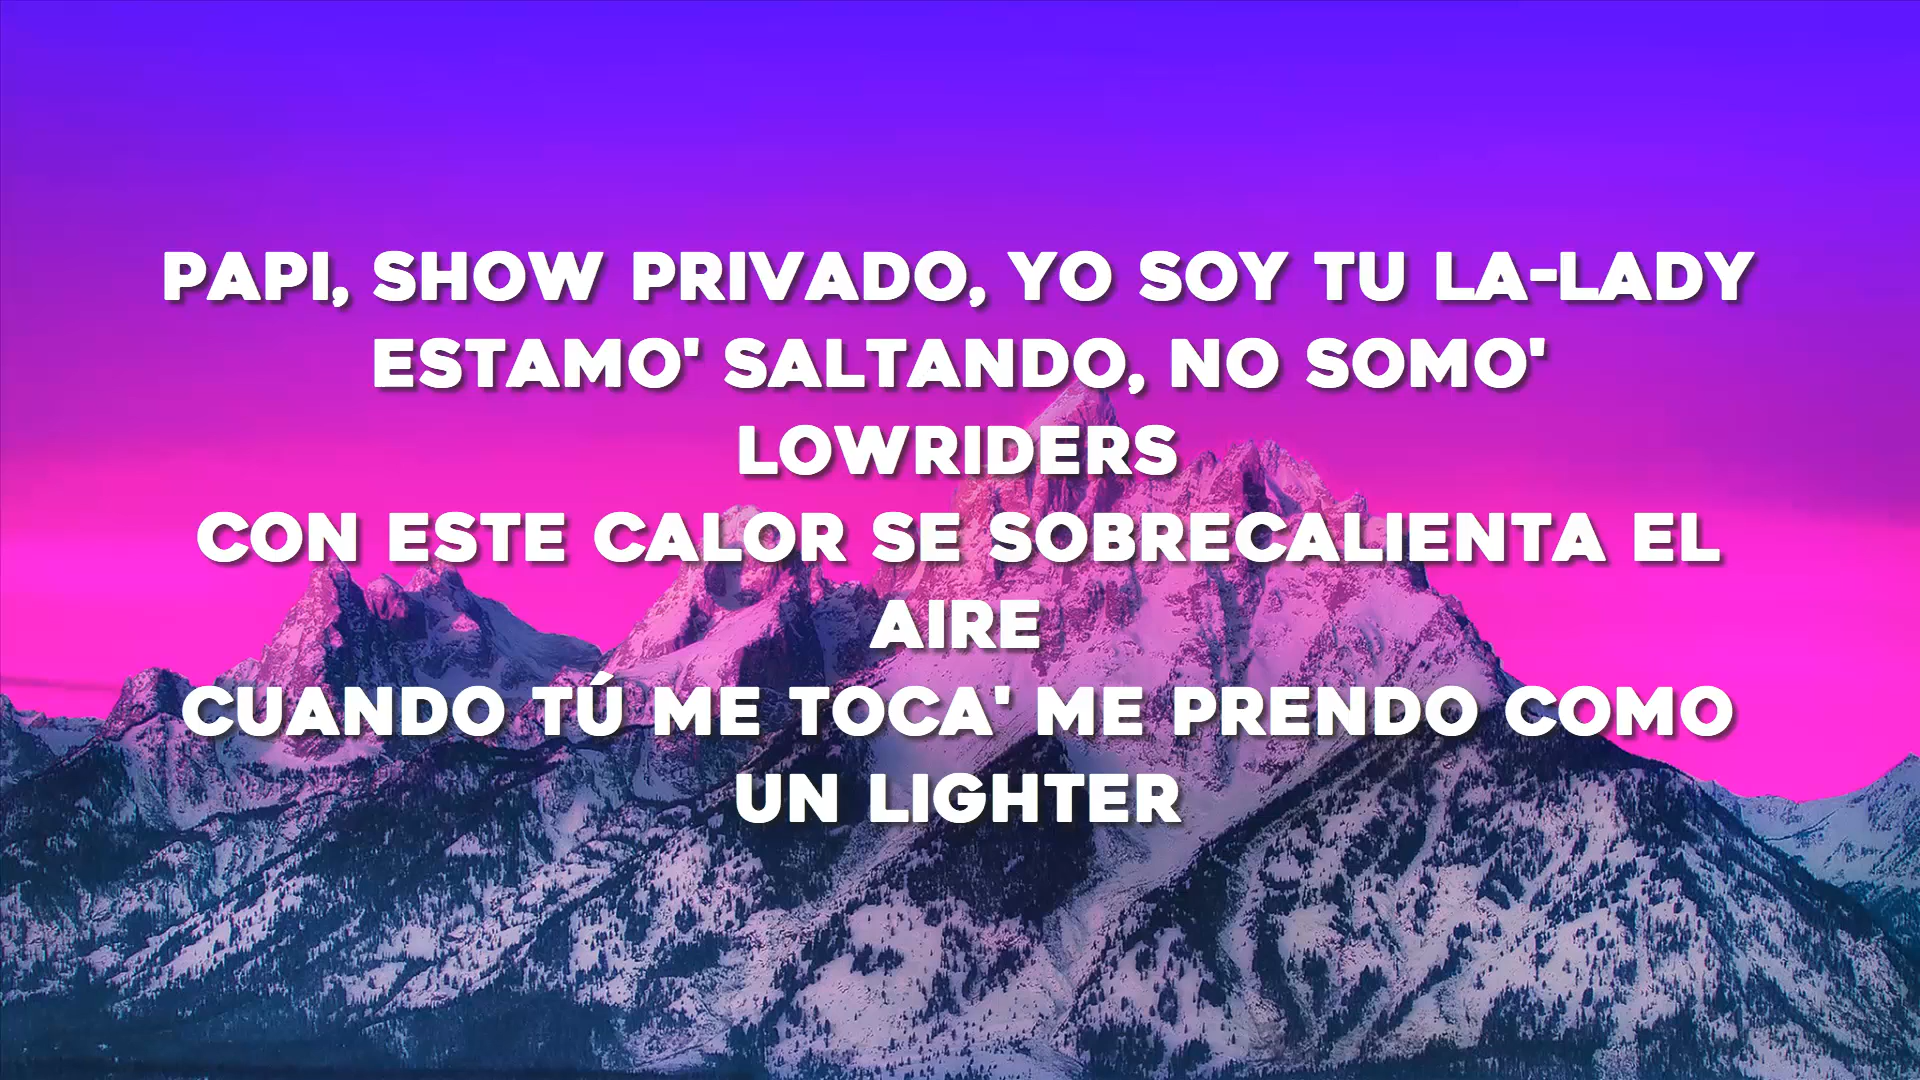 PAPI, SHOW PRIVADO, YO SOY TU LA-LADY
ESTAMO' SALTANDO, NO SOMO'
LOWRIDERS
CON ESTE CALOR SE SOBRECALIENTA EL
AIRE
CUANDO TÚ ME TOCA' ME PRENDO COMO
UN LIGHTER